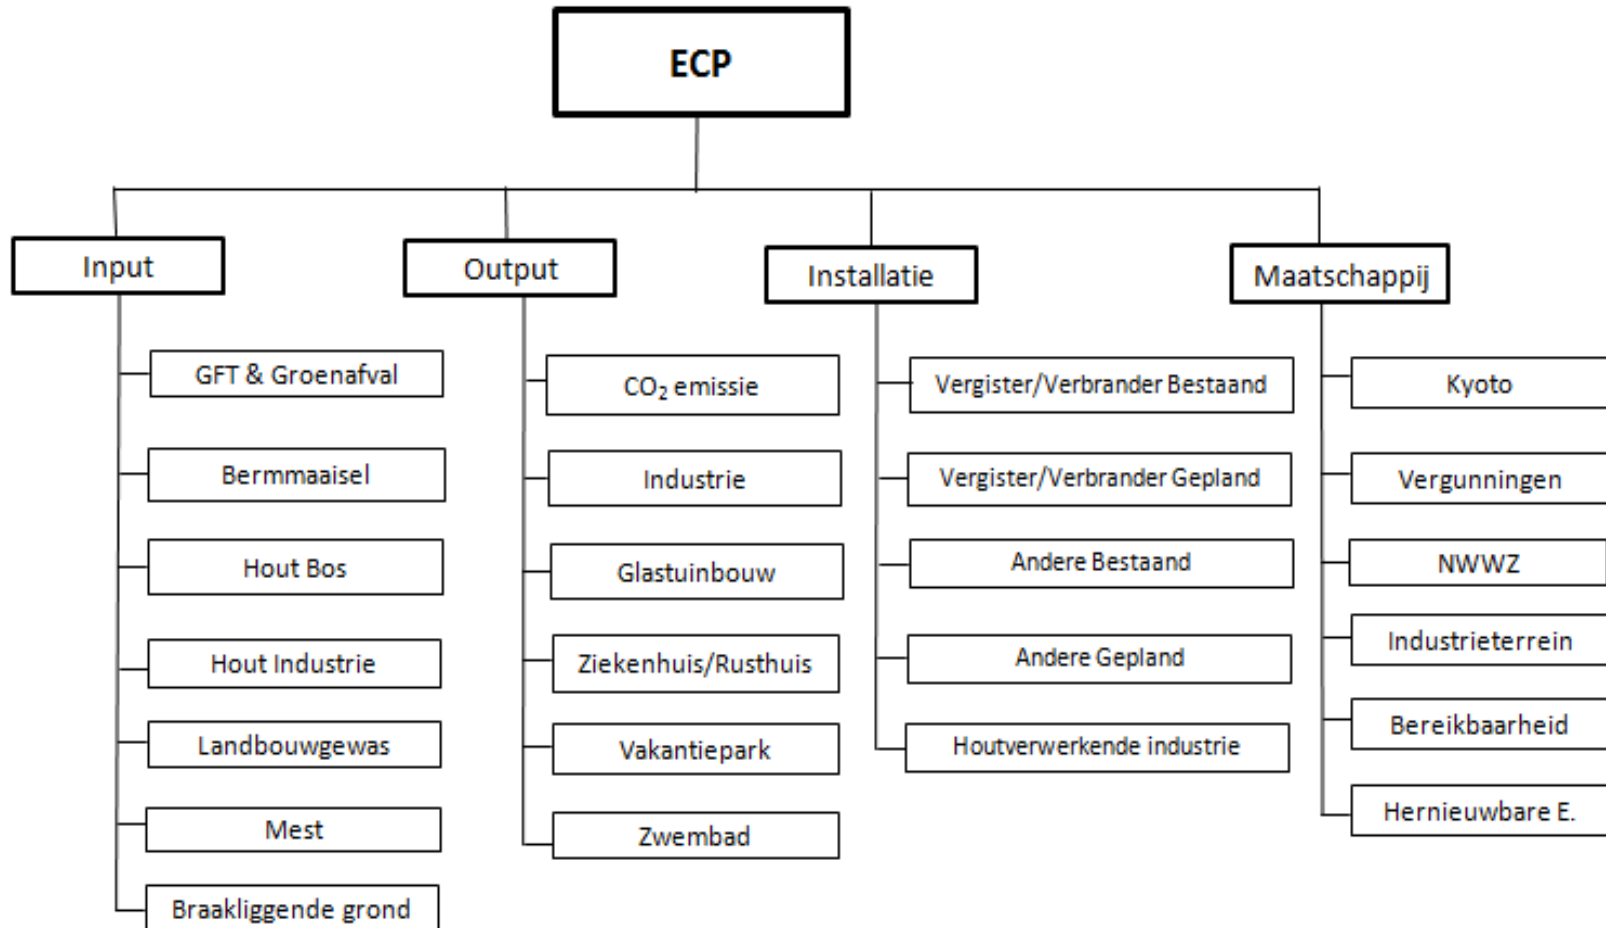 ECP
Input
GFT & Groenafval
Bermmaaisel
Hout Bos
Hout Industrie
Landbouwgewas
Mest
Braakliggende grond
Output
CO₂ emissie
Industrie
Glastuinbouw
Ziekenhuis/Rusthuis
Vakantiepark
Zwembad
Installatie
Vergister/Verbrander Bestaand
Vergister/Verbrander Gepland
Andere Bestaand
Andere Gepland
Houtverwerkende industrie
Maatschappij
Kyoto
Vergunningen
NWWZ
Industrieterrein
Bereikbaarheid
Hernieuwbare E.